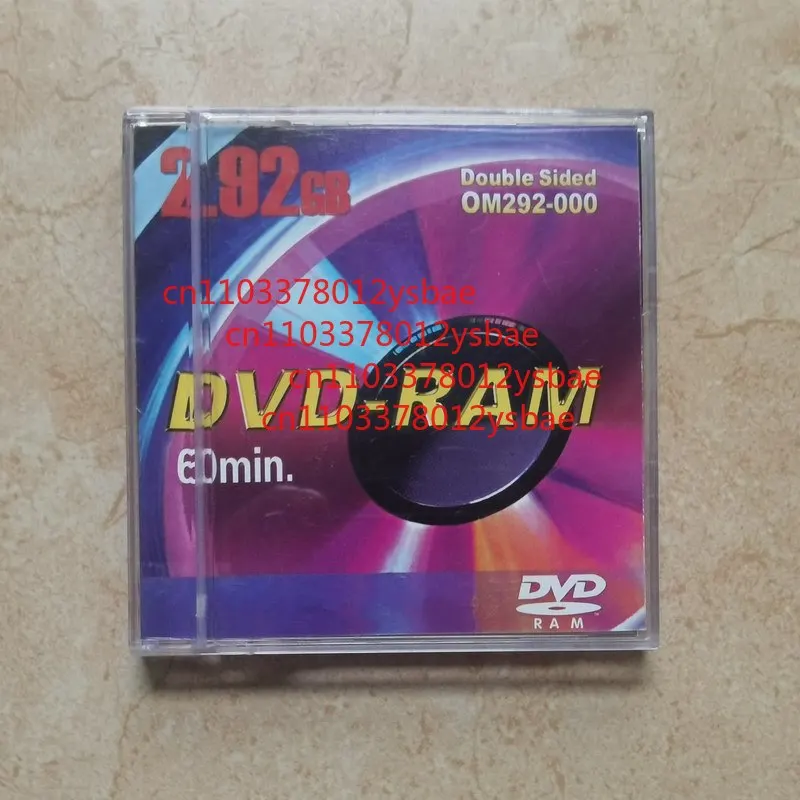 2.92GB
Double Sided
OM292-000
cn1103378012ysbae
cn1103378012ysbae
cn1103378012ysbae
DVD-RAM
cn1103378012ysbae
60min.
DVD
RAM